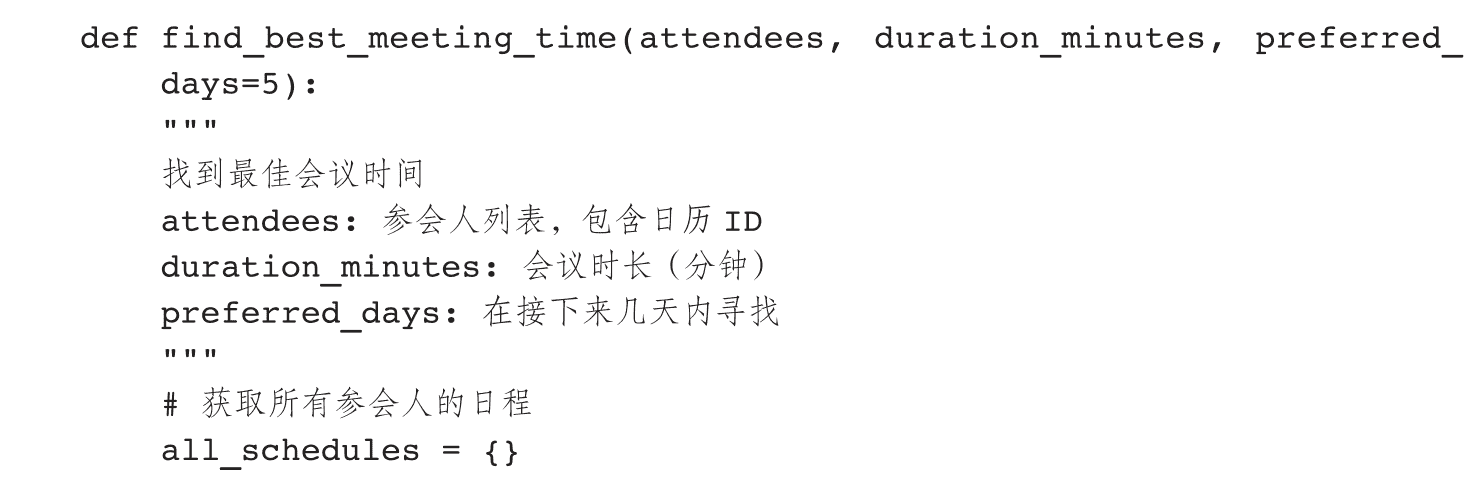 def find_best_meeting_time(attendees, duration_minutes, preferred_
days=5):
"""
找到最佳会议时间
attendees: 参会人列表，包含日历 ID
duration_minutes: 会议时长（分钟）
preferred_days: 在接下来几天内寻找
"""
# 获取所有参会人的日程
all_schedules = {}